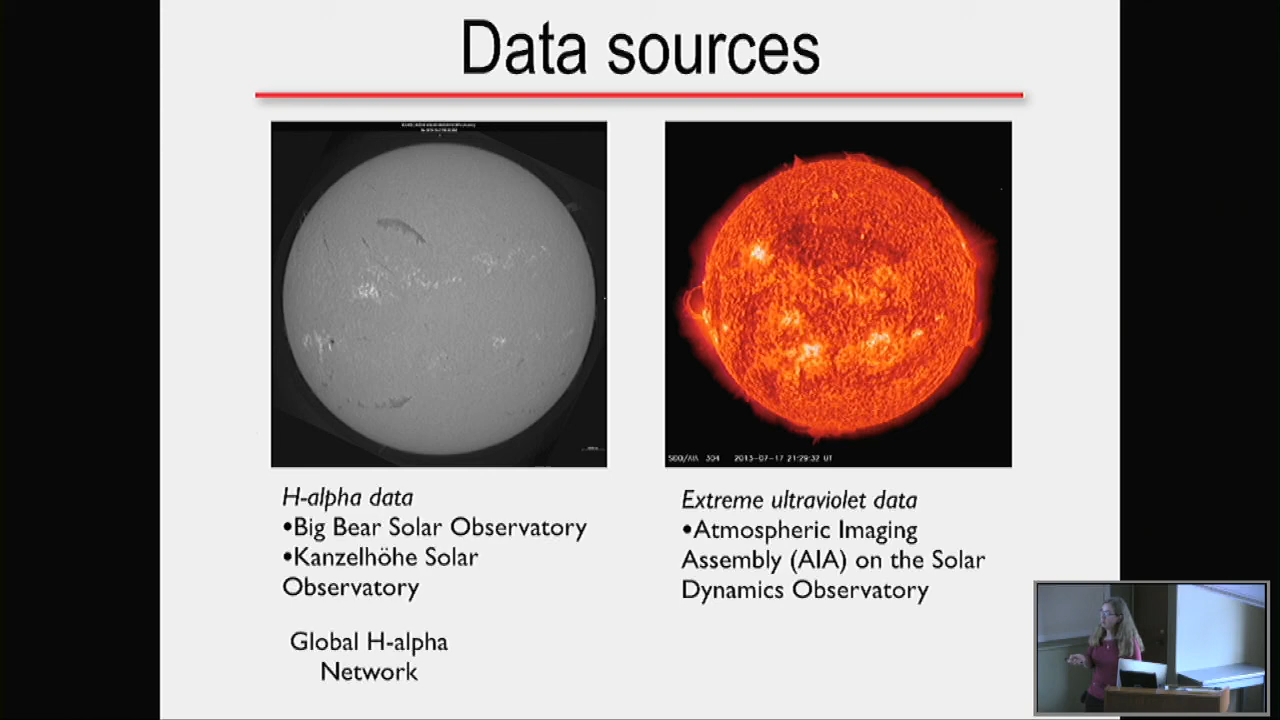 Data sources
SDO/AIA 304 2013-07-17 21:29:32 UT
H-alpha data
•Big Bear Solar Observatory
•Kanzelhöhe Solar
Observatory
Global H-alpha
Network
Extreme ultraviolet data
•Atmospheric Imaging
Assembly (AIA) on the Solar
Dynamics Observatory